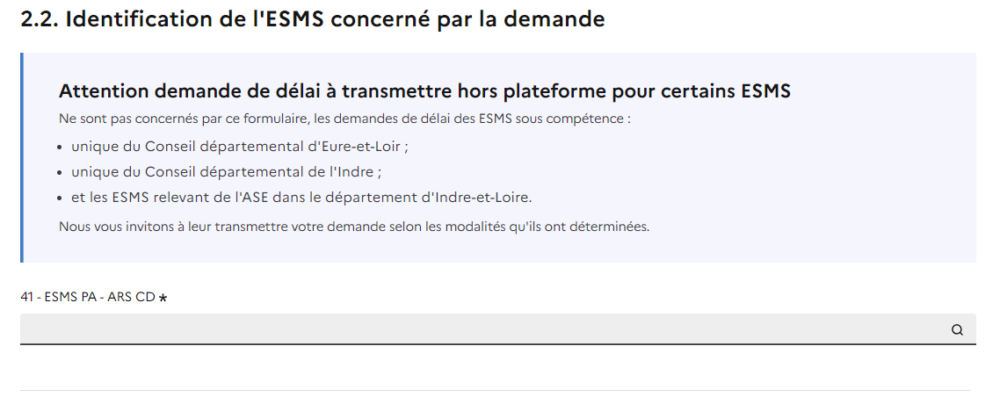 2.2. Identification de l'ESMS concerné par la demande
Attention demande de délai à transmettre hors plateforme pour certains ESMS
Ne sont pas concernés par ce formulaire, les demandes de délai des ESMS sous compétence :
• unique du Conseil départemental d'Eure-et-Loir ;
• unique du Conseil départemental de l'Indre ;
• et les ESMS relevant de l'ASE dans le département d'Indre-et-Loire.
Nous vous invitons à leur transmettre votre demande selon les modalités qu'ils ont déterminées.
41 - ESMS PA - ARS CD *